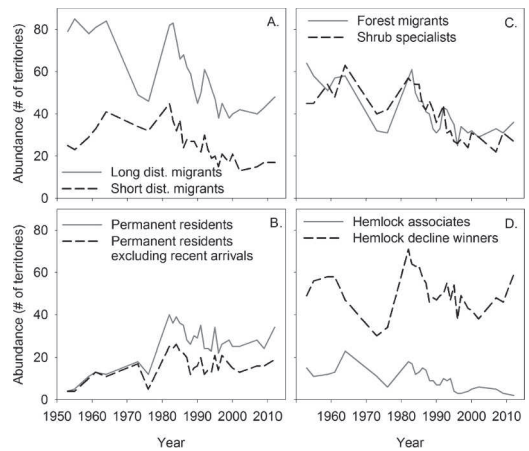 A.
Abundance (# of territories)
80
60
40
20
0
Long dist. migrants
Short dist. migrants
C.
Forest migrants
Shrub specialists
B.
Abundance (# of territories)
80
60
40
20
0
Permanent residents
Permanent residents
excluding recent arrivals
1950 1960 1970 1980 1990 2000 2010
Year
D.
Hemlock associates
Hemlock decline winners
1960 1970 1980 1990 2000 2010
Year